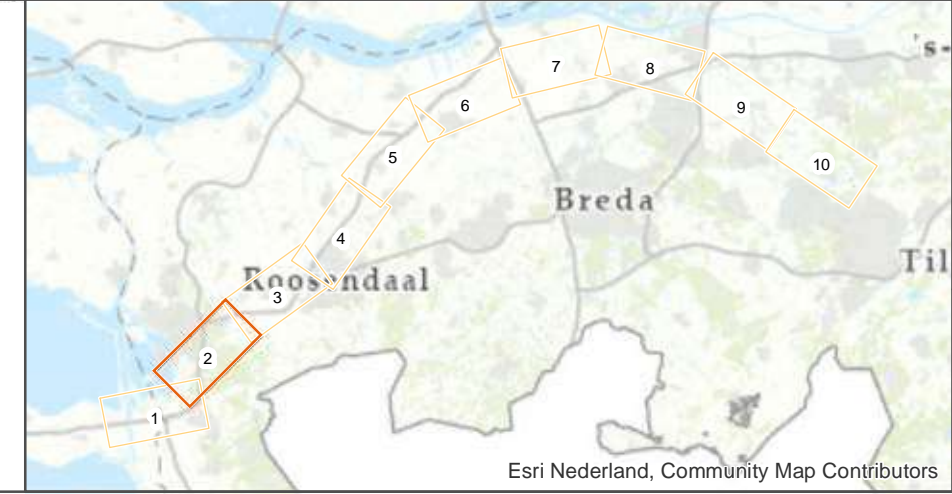 's-
7
8
9
6
5
10
Breda
4
Til
Roosendaal
3
2
1
Esri Nederland, Community Map Contributors